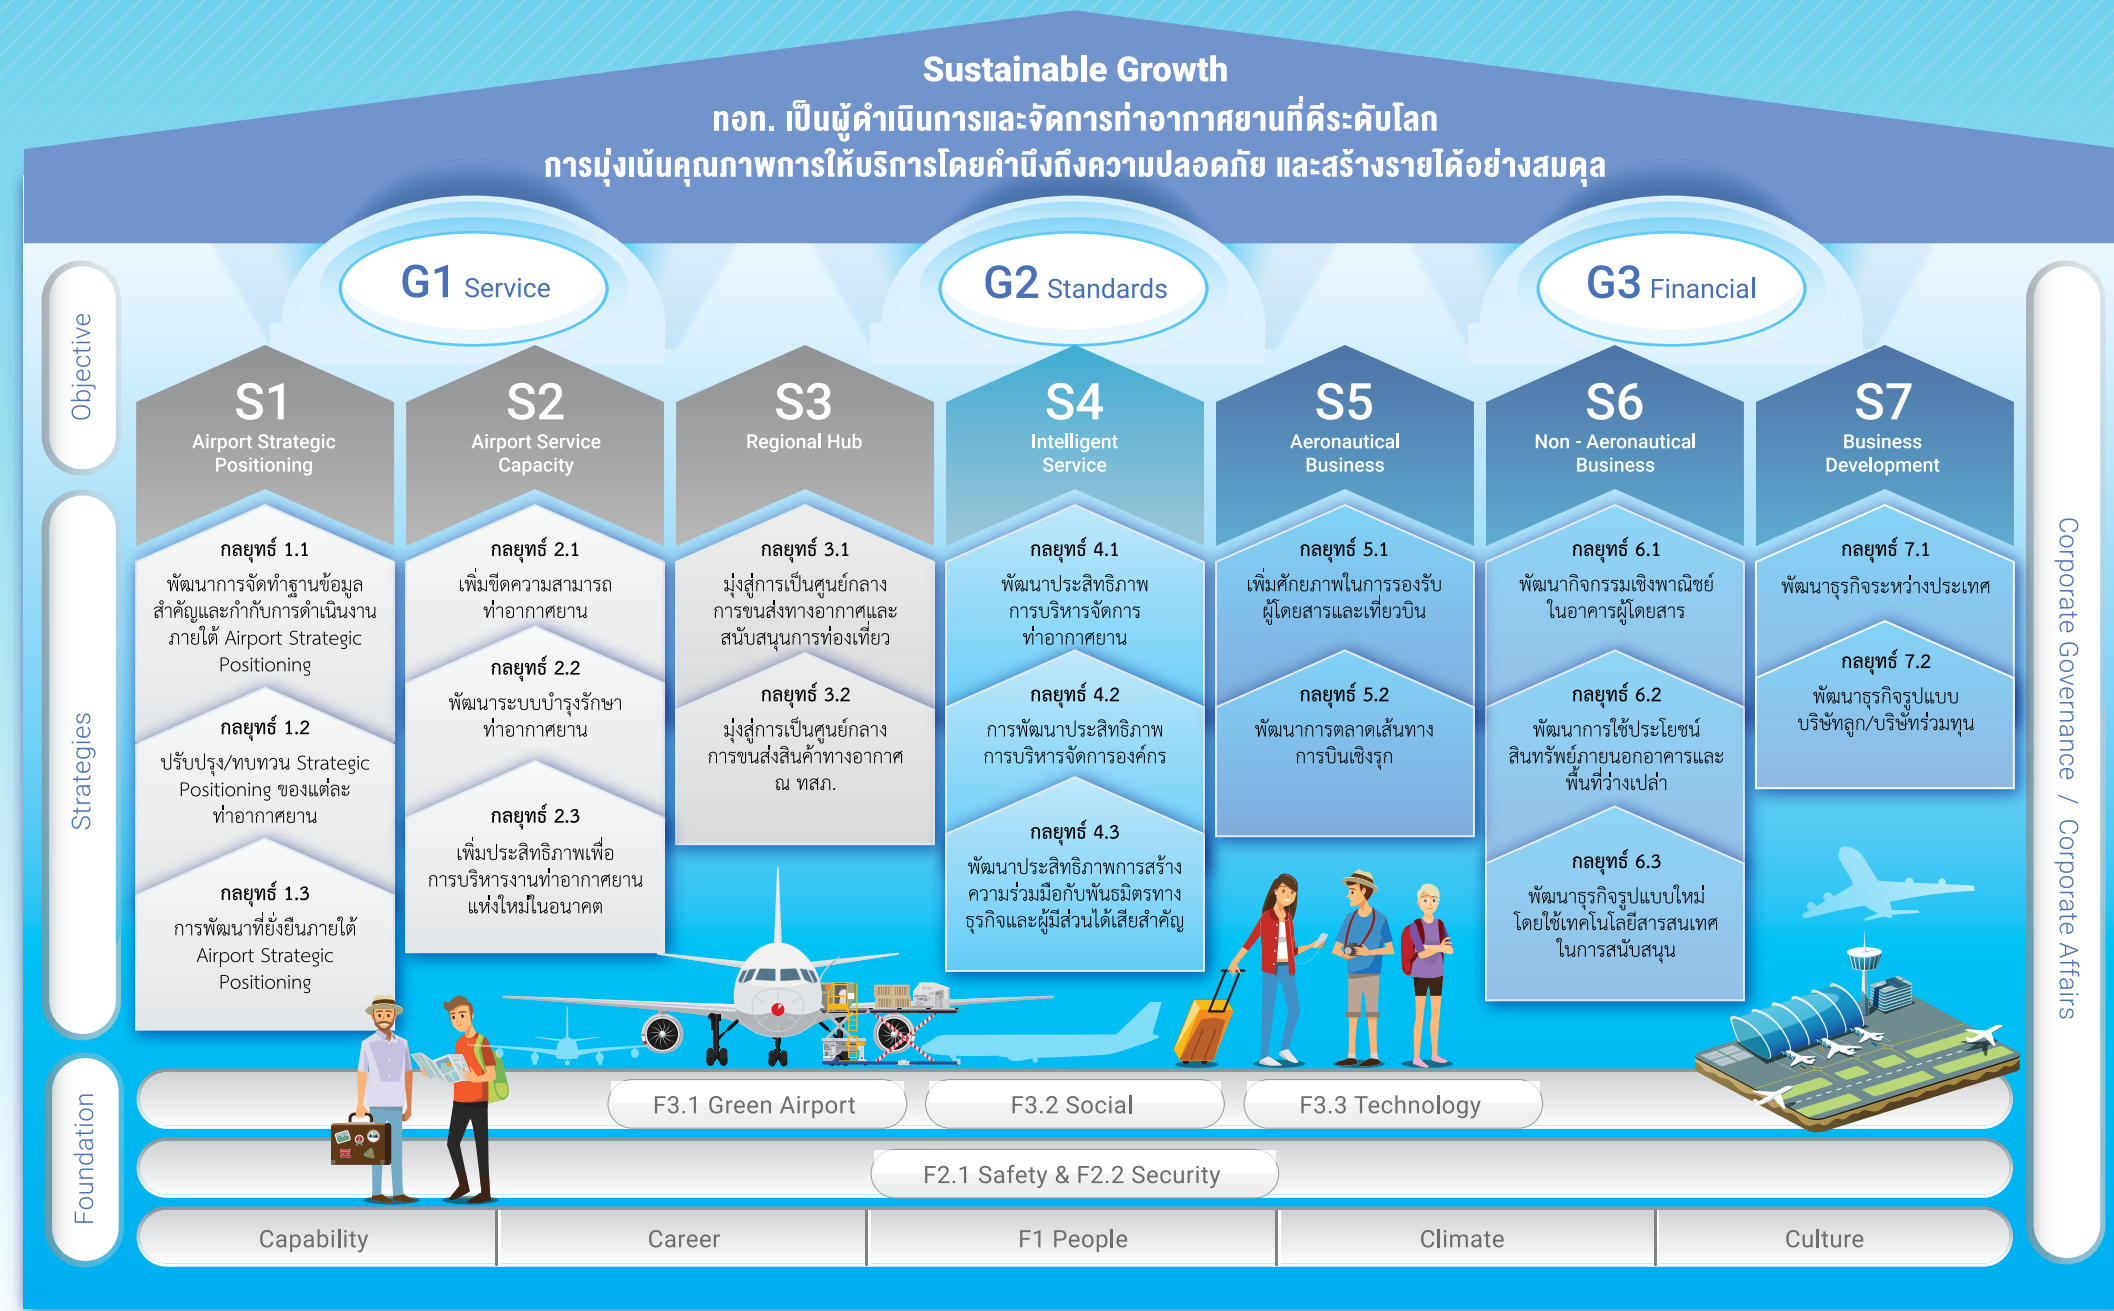 Sustainable Growth
ทอท. เป็นผู้ดำเนินการและจัดการท่าอากาศยานที่ดีระดับโลก
การมุ่งเน้นคุณภาพการให้บริการโดยคำนึงถึงความปลอดภัย และสร้างรายได้อย่างสมดุล
Objective
G1 Service
G2 Standards
G3 Financial
S1
Airport Strategic
Positioning
S2
Airport Service
Capacity
S3
Regional Hub
S4
Intelligent
Service
S5
Aeronautical
Business
S6
Non - Aeronautical
Business
S7
Business
Development
Strategies
กลยุทธ์ 1.1
พัฒนาการจัดทำฐานข้อมูล
สำคัญและกำกับการดำเนินงาน
ภายใต้ Airport Strategic
Positioning
กลยุทธ์ 1.2
ปรับปรุง/ทบทวน Strategic
Positioning ของแต่ละ
ท่าอากาศยาน
กลยุทธ์ 1.3
การพัฒนาที่ยั่งยืนภายใต้
Airport Strategic
Positioning
กลยุทธ์ 2.1
เพิ่มขีดความสามารถ
ท่าอากาศยาน
กลยุทธ์ 2.2
พัฒนาระบบบำรุงรักษา
ท่าอากาศยาน
กลยุทธ์ 2.3
เพิ่มประสิทธิภาพเพื่อ
การบริหารงานท่าอากาศยาน
แห่งใหม่ในอนาคต
กลยุทธ์ 3.1
มุ่งสู่การเป็นศูนย์กลาง
การขนส่งทางอากาศและ
สนับสนุนการท่องเที่ยว
กลยุทธ์ 3.2
มุ่งสู่การเป็นศูนย์กลาง
การขนส่งสินค้าทางอากาศ
ณ ทสภ.
กลยุทธ์ 4.1
พัฒนาประสิทธิภาพ
การบริหารจัดการ
ท่าอากาศยาน
กลยุทธ์ 4.2
การพัฒนาประสิทธิภาพ
การบริหารจัดการองค์กร
กลยุทธ์ 4.3
พัฒนาประสิทธิภาพการสร้าง
ความร่วมมือกับพันธมิตรทาง
ธุรกิจและผู้มีส่วนได้เสียสำคัญ
กลยุทธ์ 5.1
เพิ่มศักยภาพในการรองรับ
ผู้โดยสารและเที่ยวบิน
กลยุทธ์ 5.2
พัฒนาการตลาดเส้นทาง
การบินเชิงรุก
กลยุทธ์ 6.1
พัฒนากิจกรรมเชิงพาณิชย์
ในอาคารผู้โดยสาร
กลยุทธ์ 6.2
พัฒนาการใช้ประโยชน์
สินทรัพย์ภายนอกอาคารและ
พื้นที่ว่างเปล่า
กลยุทธ์ 6.3
พัฒนาธุรกิจรูปแบบใหม่
โดยใช้เทคโนโลยีสารสนเทศ
ในการสนับสนุน
กลยุทธ์ 7.1
พัฒนาธุรกิจระหว่างประเทศ
กลยุทธ์ 7.2
พัฒนาธุรกิจรูปแบบ
บริษัทลูก/บริษัทร่วมทุน
Corporate Governance / Corporate Affairs
Foundation
F3.1 Green Airport
F3.2 Social
F3.3 Technology
F2.1 Safety & F2.2 Security
Capability
Career
F1 People
Climate
Culture